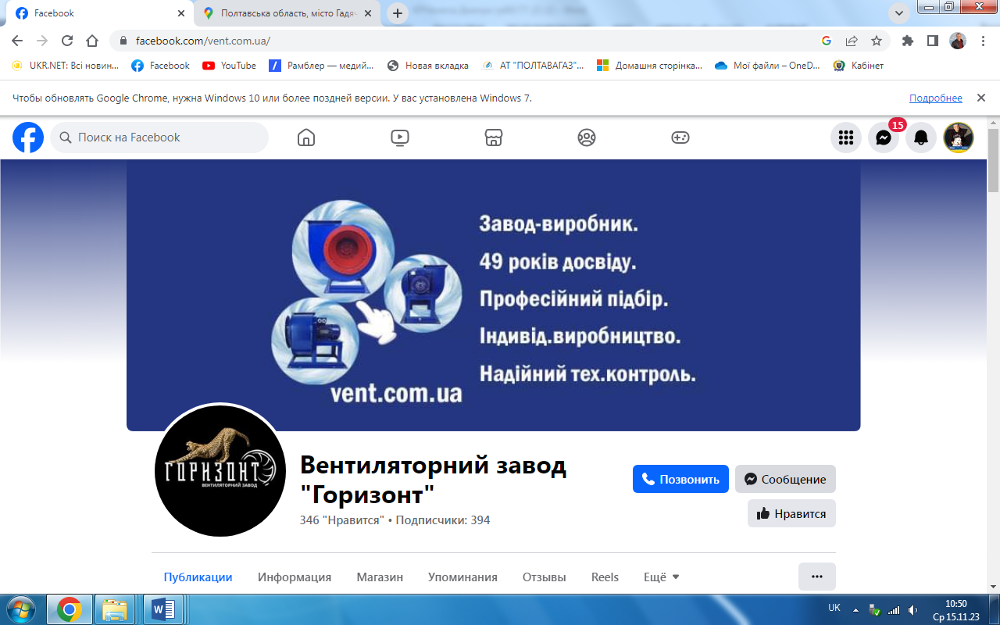 Facebook
Полтавська область, місто Гадяч
facebook.com/vent.com.ua/
UKR.NET: Всі новин...
Facebook
YouTube
Рамблер — медий...
Новая вкладка
АТ "ПОЛТАВАГАЗ"...
Домашня сторінка...
Мої файли – OneD...
Кабінет
Чтобы обновлять Google Chrome, нужна Windows 10 или более поздней версии. У вас установлена Windows 7.
Подробнее
Поиск на Facebook
15
Завод-виробник.
49 років досвіду.
Професійний підбір.
Індивід.виробництво.
Надійний тех.контроль.
vent.com.ua
ГОРИЗОНТ
ВЕНТИЛЯТОРНИЙ ЗАВОД
Вентиляторний завод
"Горизонт"
346 "Нравится" • Подписчики: 394
Позвонить
Сообщение
Нравится
Публикации
Информация
Магазин
Упоминания
Отзывы
Reels
Ещё
UK
10:50
Ср 15.11.23